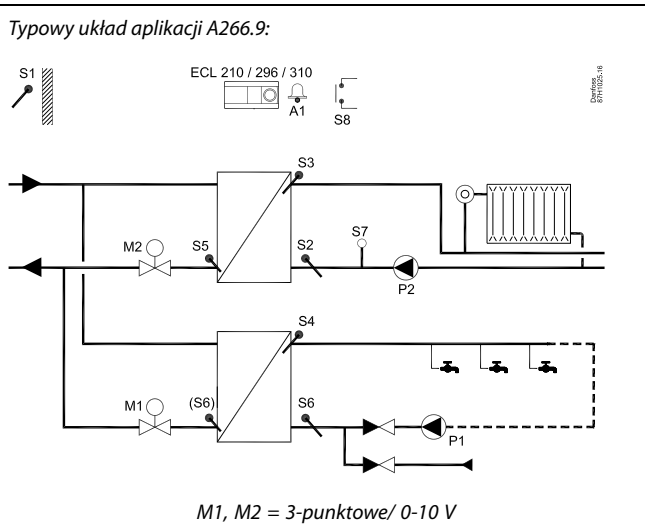 Typowy układ aplikacji A266.9:
S1
ECL 210 / 296 / 310
A1
S8
Danfoss
87H1025.16
S3
M2
S5
S2
S7
P2
S4
M1
(S6)
S6
P1
M1, M2 = 3-punktowe/ 0-10 V